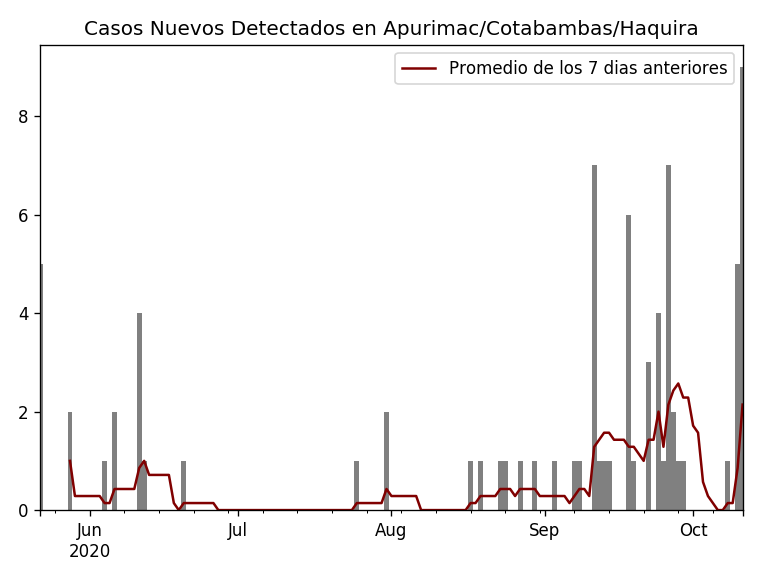 Casos Nuevos Detectados en Apurimac/Cotabambas/Haquira
Promedio de los 7 dias anteriores
8
6
4
2
0
Jun
2020
Jul
Aug
Sep
Oct